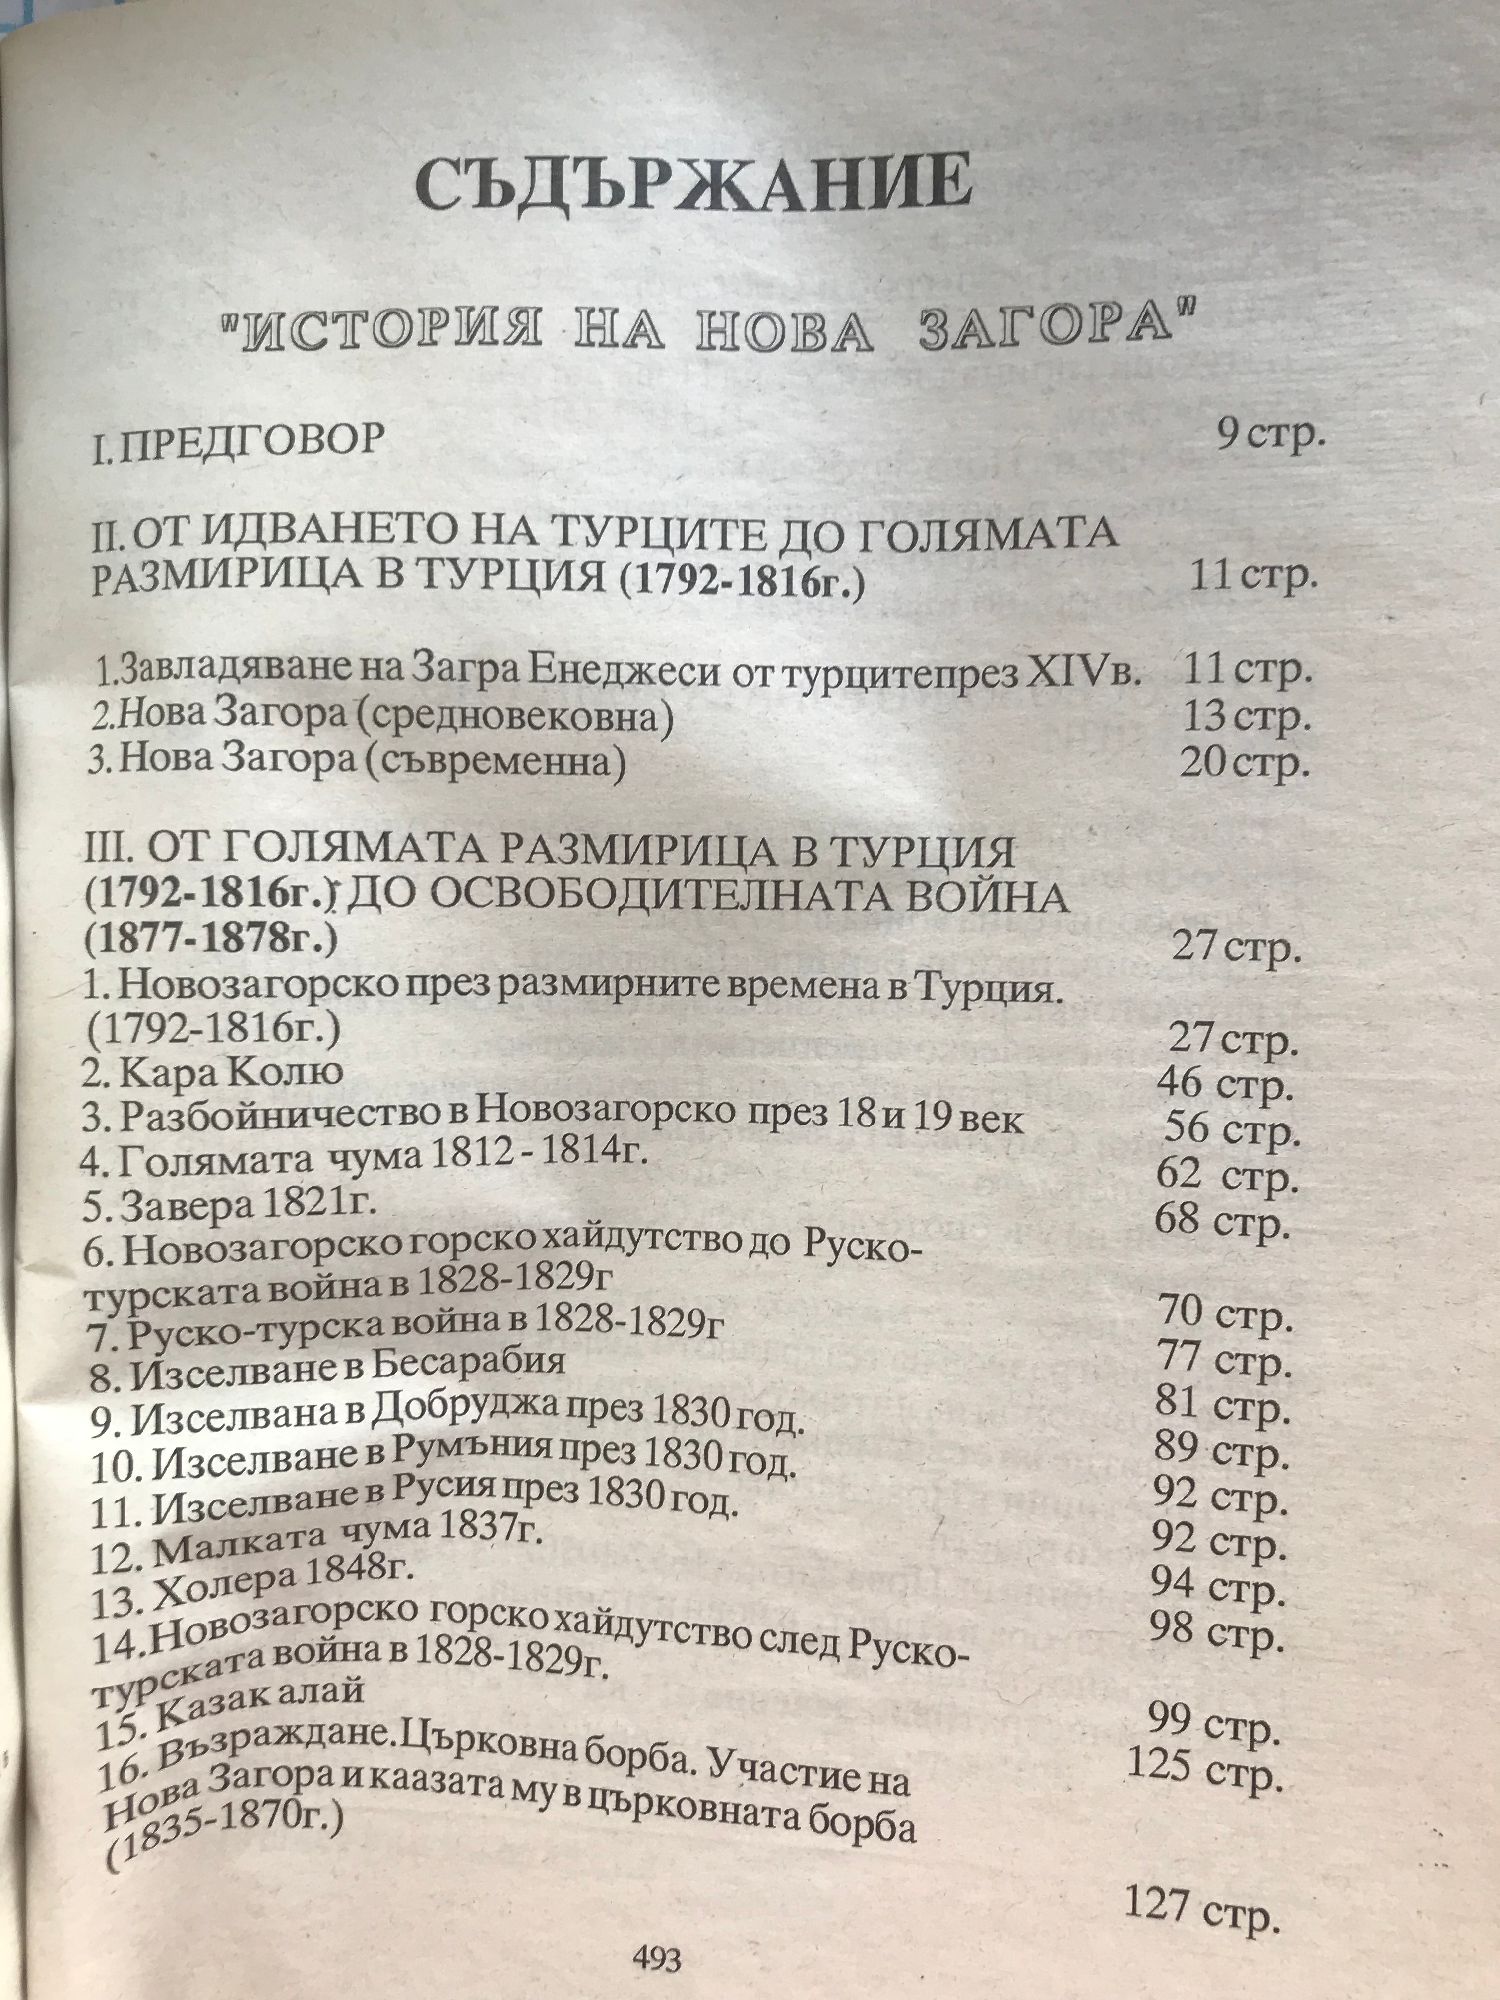 СЪДЪРЖАНИЕ
"ИСТОРИЯ НА НОВА ЗАГОРА"
I. ПРЕДГОВОР 9 стр.
II. ОТ ИДВАНЕТО НА ТУРЦИТЕ ДО ГОЛЯМАТА
РАЗМИРИЦА В ТУРЦИЯ (1792-1816г.) 11 стр.
1.Завладяване на Загра Енеджеси от турцитепрез XIVв. 11 стр.
2.Нова Загора (средновековна) 13 стр.
3. Нова Загора (съвременна) 20 стр.
III. ОТ ГОЛЯМАТА РАЗМИРИЦА В ТУРЦИЯ
(1792-1816г.) ДО ОСВОБОДИТЕЛНАТА ВОЙНА
(1877-1878г.) 27 стр.
1. Новозагорско през размирните времена в Турция.
(1792-1816г.) 27 стр.
2. Кара Колю 46 стр.
3. Разбойничество в Новозагорско през 18 и 19 век 56 стр.
4. Голямата чума 1812 - 1814г. 62 стр.
5. Завера 1821г. 68 стр.
6. Новозагорско горско хайдутство до Руско-
турската война в 1828-1829г 70 стр.
7. Руско-турска война в 1828-1829г 77 стр.
8. Изселване в Бесарабия 81 стр.
9. Изселвана в Добруджа през 1830 год. 89 стр.
10. Изселване в Румъния през 1830 год. 92 стр.
11. Изселване в Русия през 1830 год. 92 стр.
12. Малката чума 1837г. 94 стр.
13. Холера 1848г. 98 стр.
14.Новозагорско горско хайдутство след Руско-
турската война в 1828-1829г. 99 стр.
15. Казак алай 125 стр.
16. Възраждане.Църковна борба. Участие на
Нова Загора и каазата му в църковната борба
(1835-1870г.) 127 стр.
493